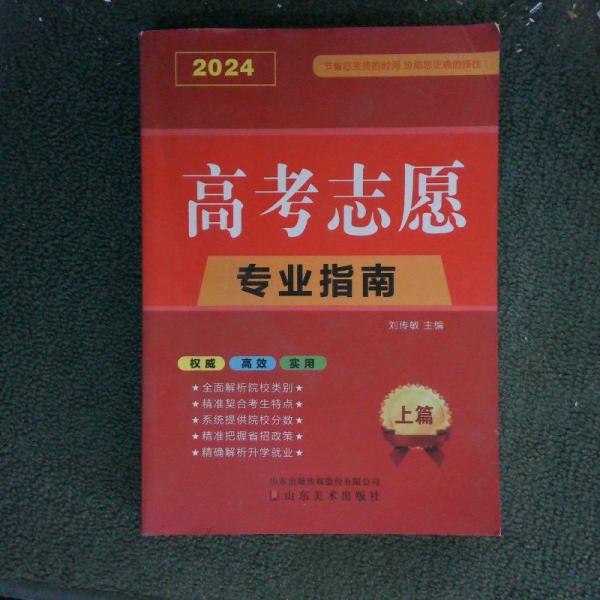 2024
节省您宝贵的时间 协助您正确的择校
高考志愿
专业指南
刘传敏 主编
权威 高效 实用
★全面解析院校类别★
★精准契合考生特点★
★系统提供院校分数★
★精准把握省招政策★
★精确解析升学就业★
上篇
山东出版传媒股份有限公司
山东美术出版社